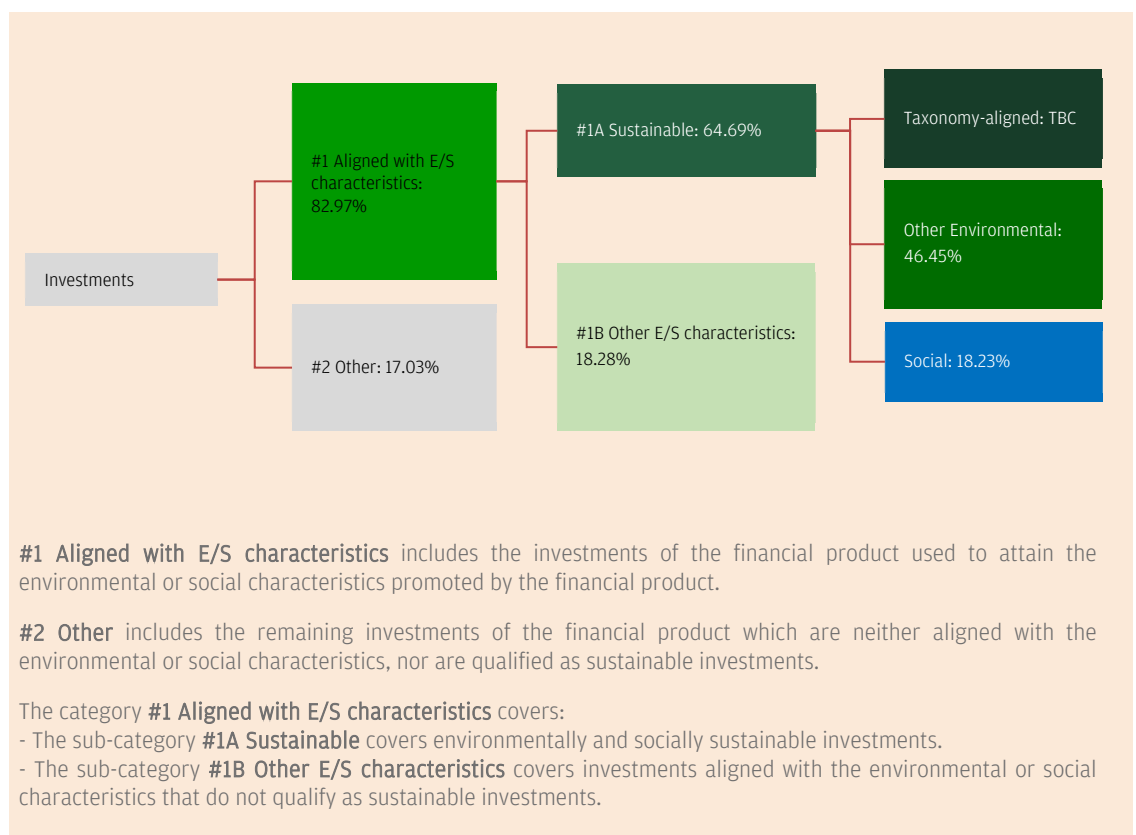 Investments
#1 Aligned with E/S
characteristics:
82.97%
#2 Other: 17.03%
#1A Sustainable: 64.69%
#1B Other E/S characteristics:
18.28%
Taxonomy-aligned: TBC
Other Environmental:
46.45%
Social: 18.23%
#1 Aligned with E/S characteristics includes the investments of the financial product used to attain the
environmental or social characteristics promoted by the financial product.
#2 Other includes the remaining investments of the financial product which are neither aligned with the
environmental or social characteristics, nor are qualified as sustainable investments.
The category #1 Aligned with E/S characteristics covers:
- The sub-category #1A Sustainable covers environmentally and socially sustainable investments.
- The sub-category #1B Other E/S characteristics covers investments aligned with the environmental or social
characteristics that do not qualify as sustainable investments.